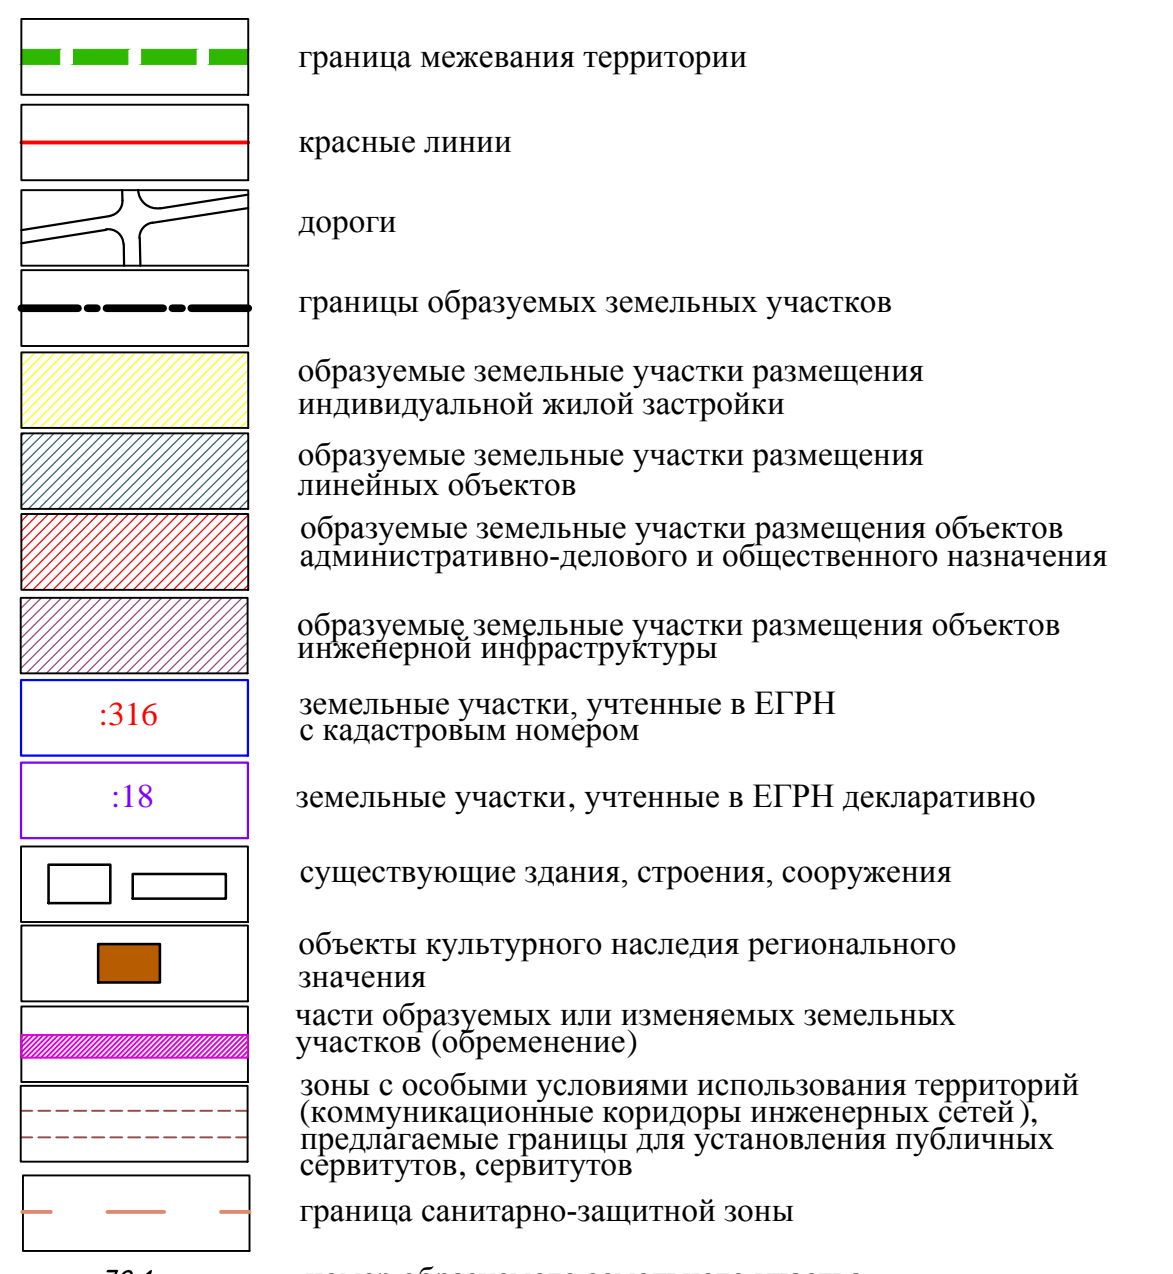 граница межевания территории
красные линии
дороги
границы образуемых земельных участков
образуемые земельные участки размещения
индивидуальной жилой застройки
образуемые земельные участки размещения
линейных объектов
образуемые земельные участки размещения объектов
административно-делового и общественного назначения
образуемые земельные участки размещения объектов
инженерной инфраструктуры
:316
земельные участки, учтенные в ЕГРН
с кадастровым номером
:18
земельные участки, учтенные в ЕГРН декларативно
существующие здания, строения, сооружения
объекты культурного наследия регионального
значения
части образуемых или изменяемых земельных
участков (обременение)
зоны с особыми условиями использования территорий
(коммуникационные коридоры инженерных сетей),
предлагаемые границы для установления публичных
сервитутов, сервитутов
граница санитарно-защитной зоны
номер образуемого земельного участка